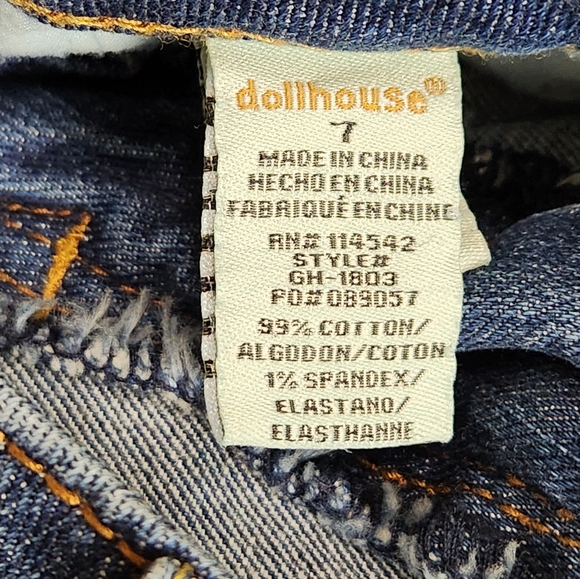 dollhouse®
7
MADE IN CHINA
HECHO EN CHINA
FABRIQUÉ EN CHINE
RN# 114542
STYLE#
GH-1803
PO# 089057
99% COTTON/
ALGODON/COTON
1% SPANDEX/
ELASTANO/
ELASTHANNE